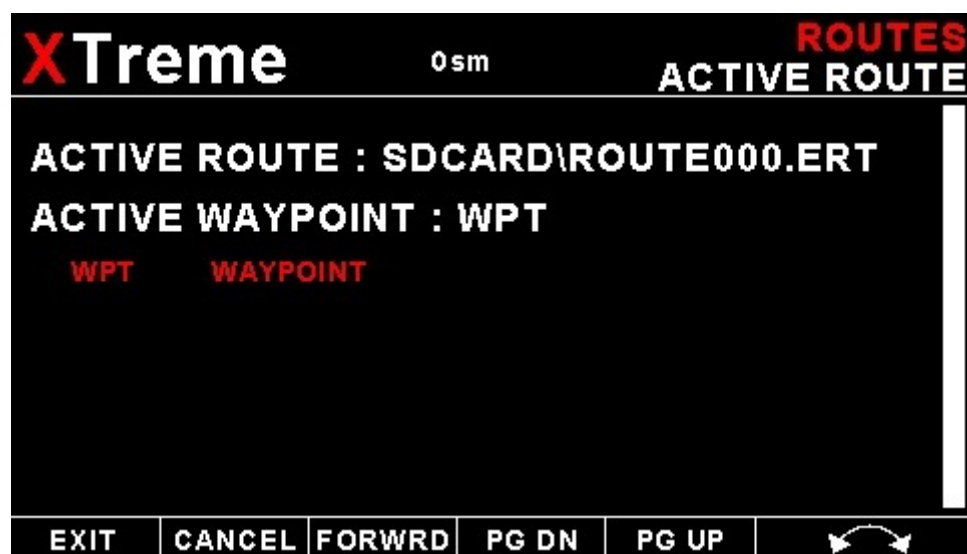 XTreme 0sm ROUTES
ACTIVE ROUTE
ACTIVE ROUTE : SDCARD\ROUTE000.ERT
ACTIVE WAYPOINT : WPT
WPT WAYPOINT
EXIT CANCEL FORWRD PG DN PG UP